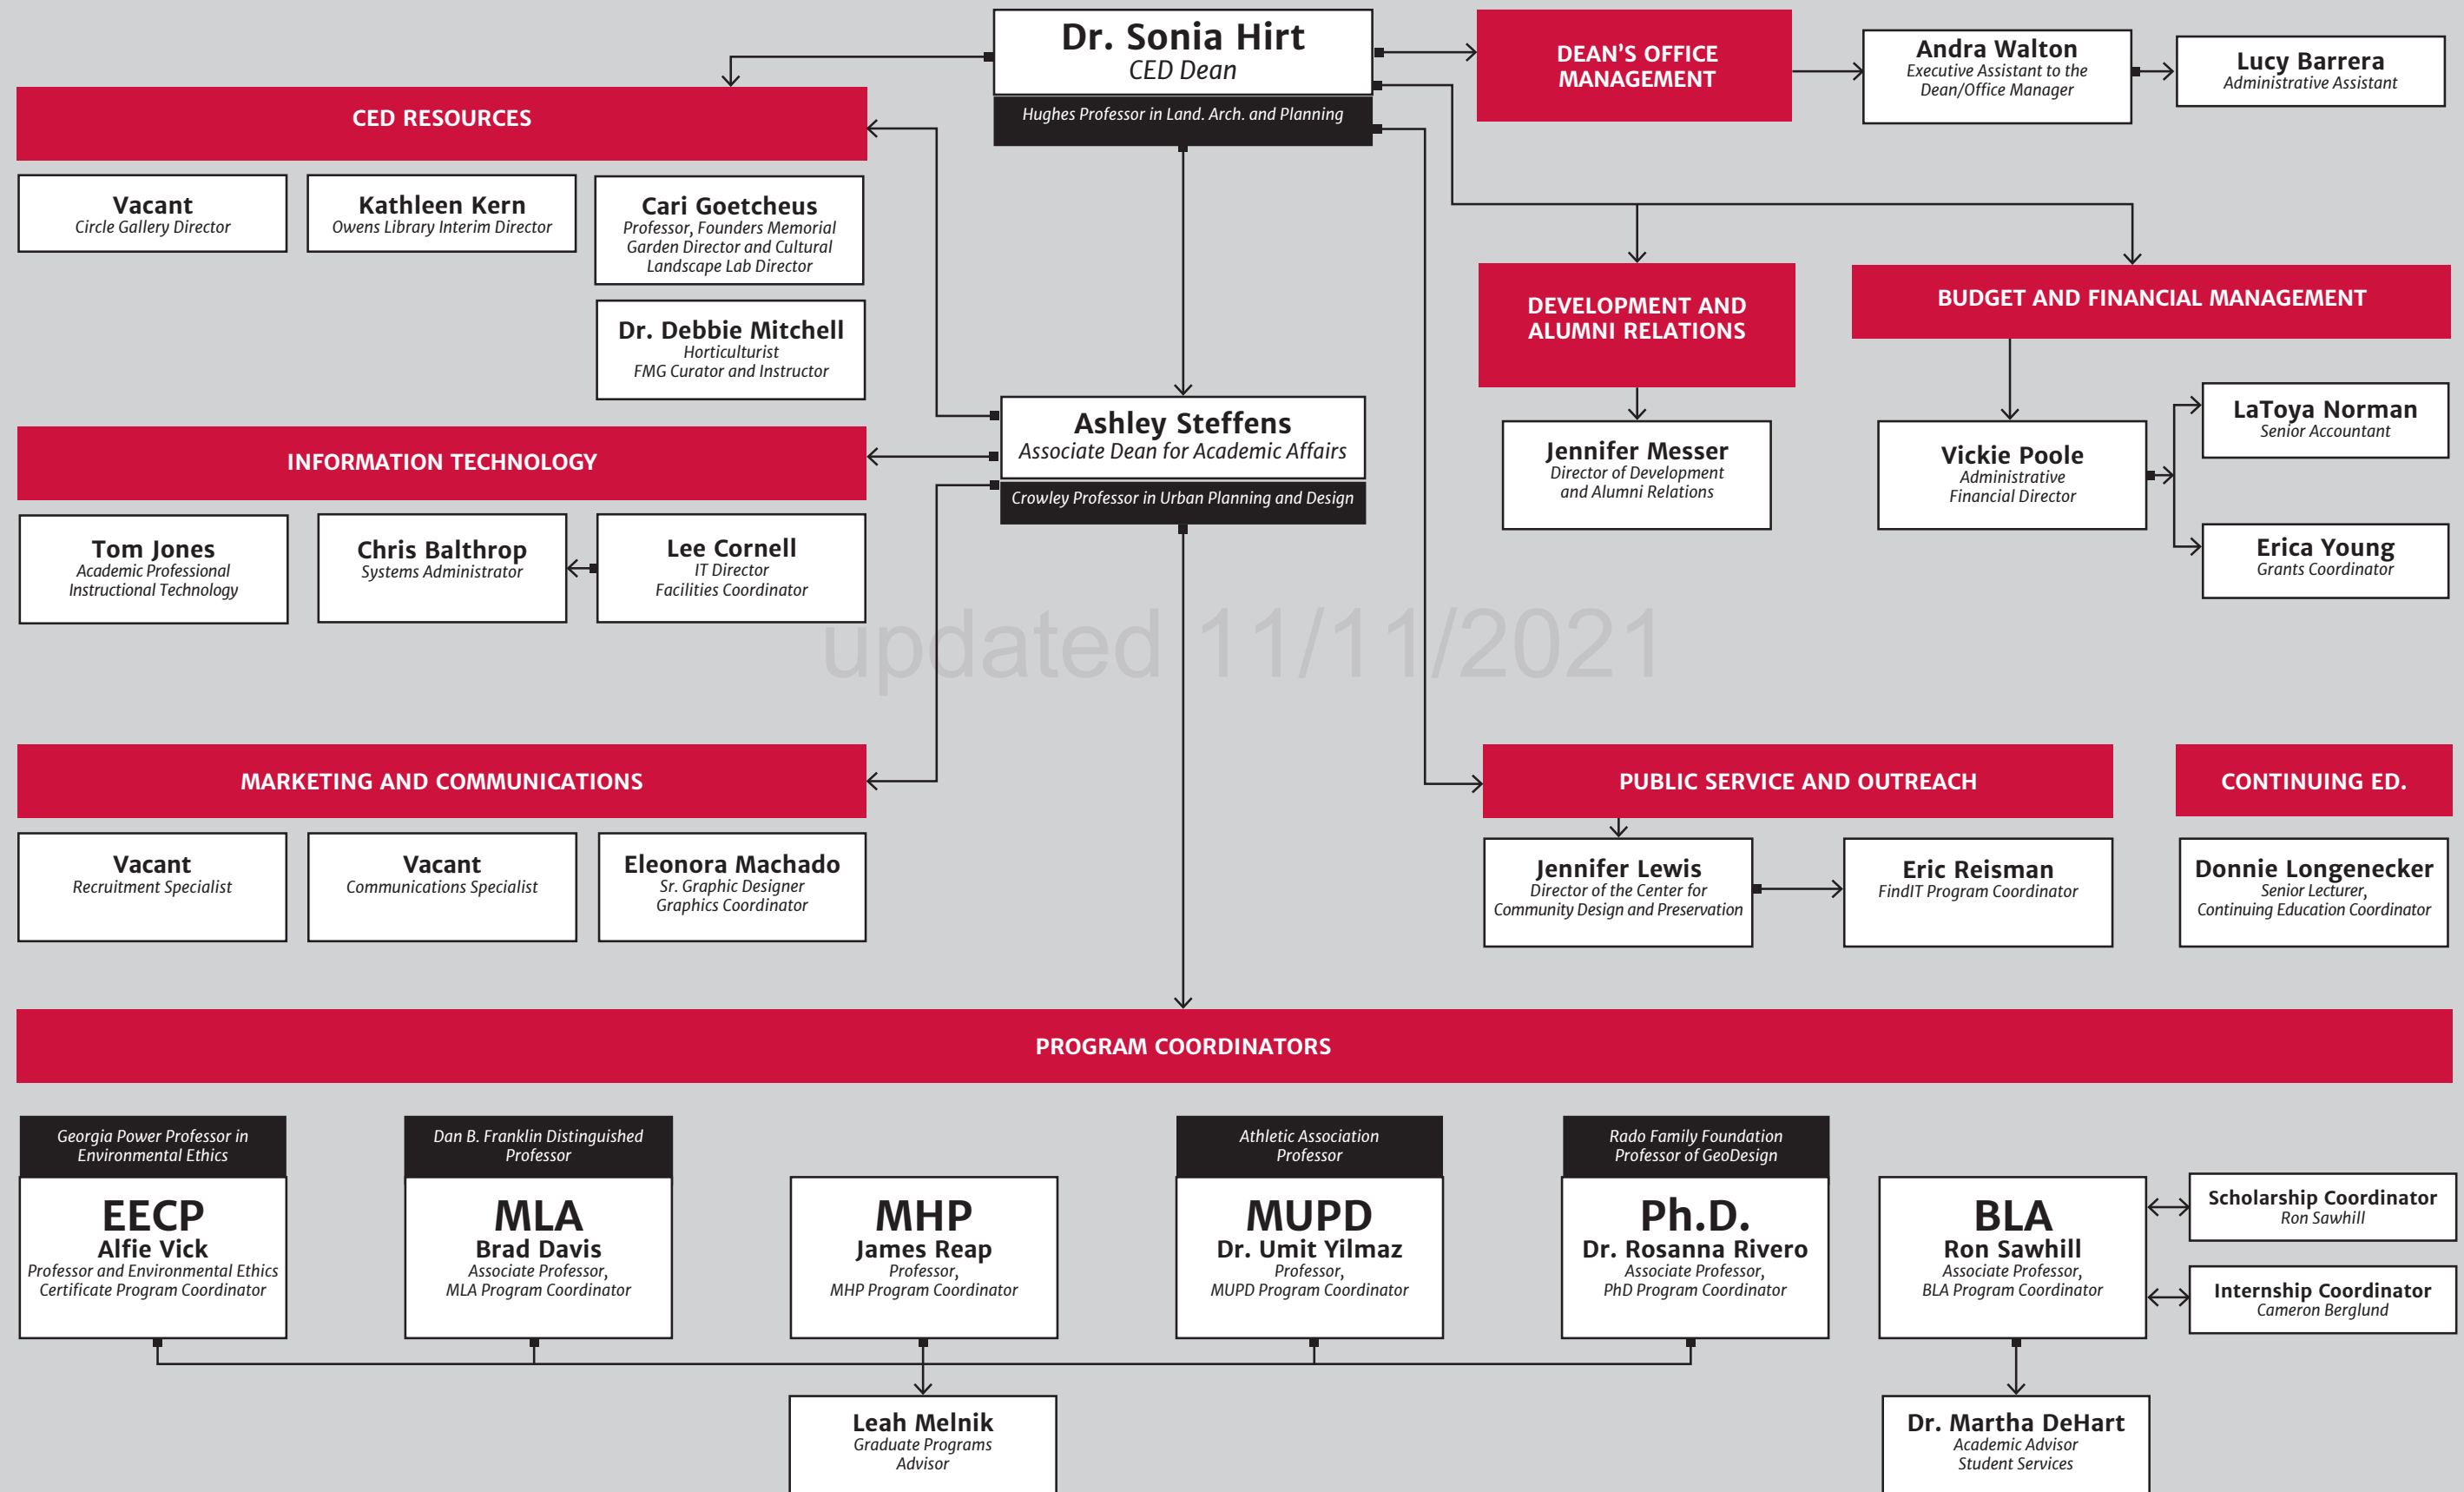 Dr. Sonia Hirt
CED Dean
Hughes Professor in Land. Arch. and Planning
DEAN’S OFFICE
MANAGEMENT
Andra Walton
Executive Assistant to the
Dean/Office Manager
Lucy Barrera
Administrative Assistant
CED RESOURCES
Vacant
Circle Gallery Director
Kathleen Kern
Owens Library Interim Director
Cari Goetcheus
Professor, Founders Memorial
Garden Director and Cultural
Landscape Lab Director
Dr. Debbie Mitchell
Horticulturist
FMG Curator and Instructor
DEVELOPMENT AND
ALUMNI RELATIONS
Jennifer Messer
Director of Development
and Alumni Relations
BUDGET AND FINANCIAL MANAGEMENT
Vickie Poole
Administrative
Financial Director
LaToya Norman
Senior Accountant
Erica Young
Grants Coordinator
Ashley Steffens
Associate Dean for Academic Affairs
Crowley Professor in Urban Planning and Design
INFORMATION TECHNOLOGY
Tom Jones
Academic Professional
Instructional Technology
Chris Balthrop
Systems Administrator
Lee Cornell
IT Director
Facilities Coordinator
updated 11/11/2021
MARKETING AND COMMUNICATIONS
Vacant
Recruitment Specialist
Vacant
Communications Specialist
Eleonora Machado
Sr. Graphic Designer
Graphics Coordinator
PUBLIC SERVICE AND OUTREACH
Jennifer Lewis
Director of the Center for
Community Design and Preservation
Eric Reisman
FindIT Program Coordinator
CONTINUING ED.
Donnie Longenecker
Senior Lecturer,
Continuing Education Coordinator
PROGRAM COORDINATORS
Georgia Power Professor in
Environmental Ethics
EECP
Alfie Vick
Professor and Environmental Ethics
Certificate Program Coordinator
Dan B. Franklin Distinguished
Professor
MLA
Brad Davis
Associate Professor,
MLA Program Coordinator
MHP
James Reap
Professor,
MHP Program Coordinator
Athletic Association
Professor
MUPD
Dr. Umit Yilmaz
Professor,
MUPD Program Coordinator
Rado Family Foundation
Professor of GeoDesign
Ph.D.
Dr. Rosanna Rivero
Associate Professor,
PhD Program Coordinator
BLA
Ron Sawhill
Associate Professor,
BLA Program Coordinator
Scholarship Coordinator
Ron Sawhill
Internship Coordinator
Cameron Berglund
Leah Melnik
Graduate Programs
Advisor
Dr. Martha DeHart
Academic Advisor
Student Services